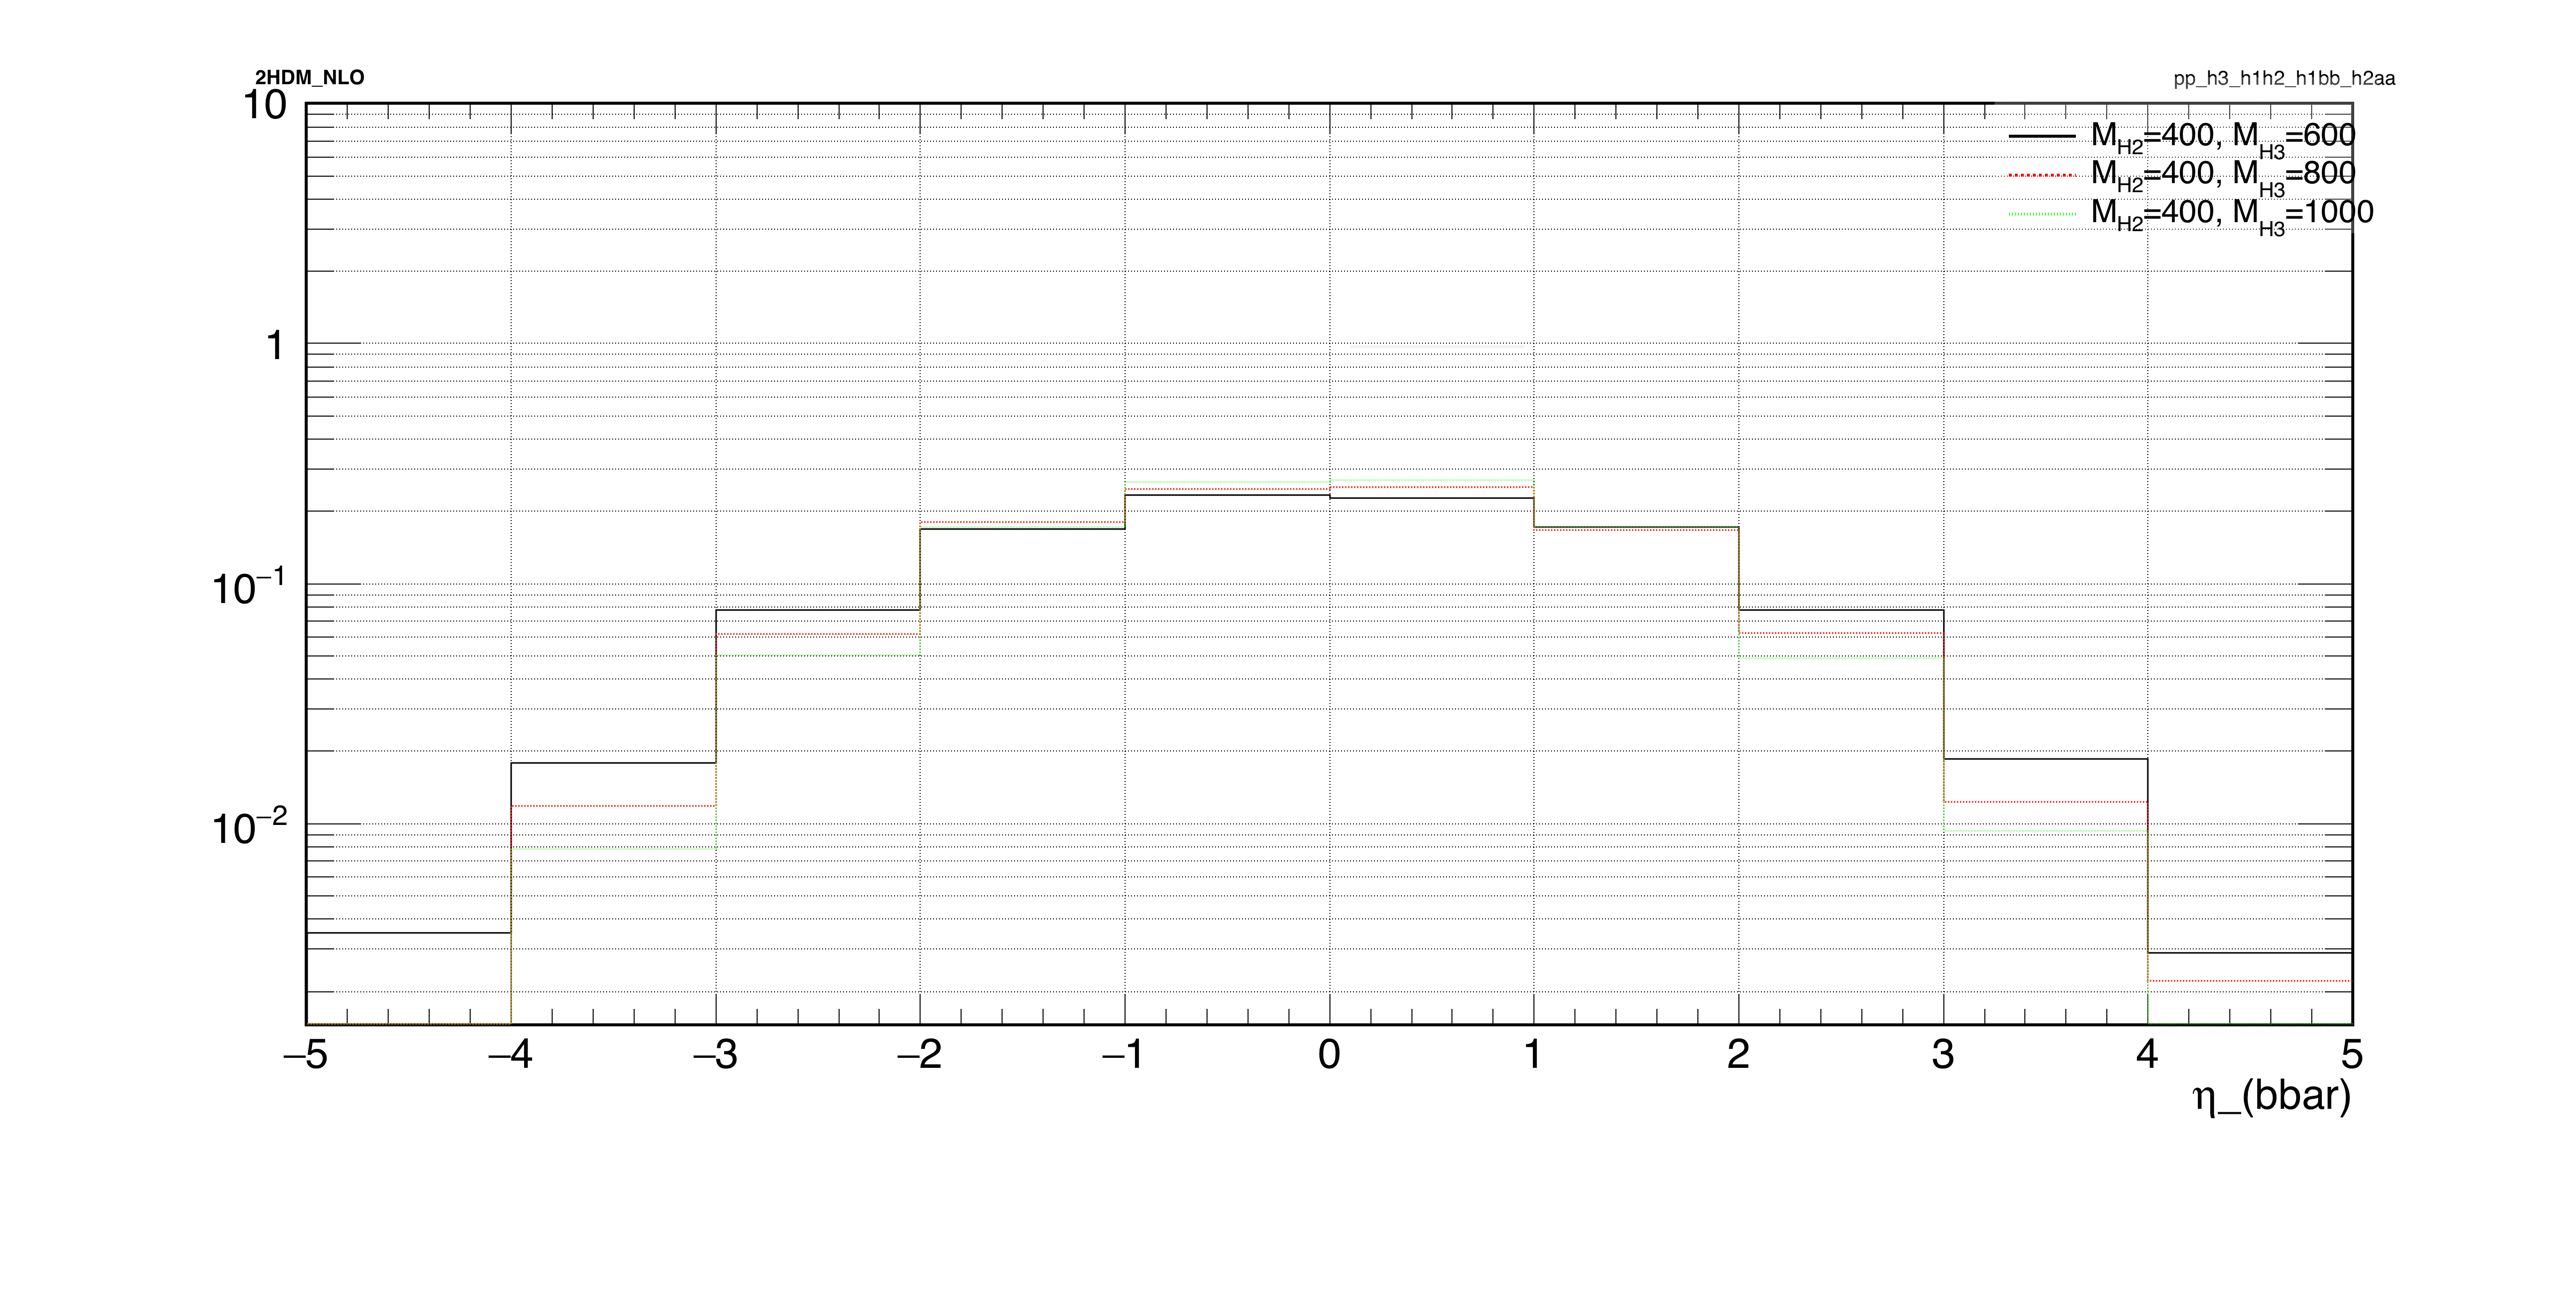 2HDM_NLO
pp_h3_h1h2_h1bb_h2aa
10
M_H2=400, M_H3=600
M_H2=400, M_H3=800
M_H2=400, M_H3=1000
1
10⁻¹
10⁻²
−5 −4 −3 −2 −1 0 1 2 3 4 5
η_(bbar)